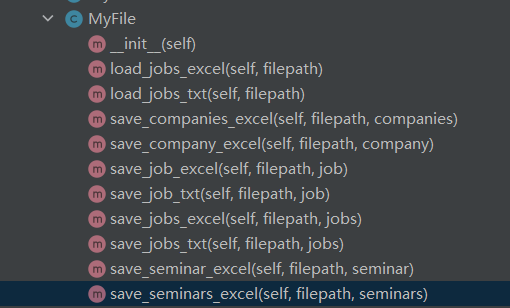 MyFile
__init__(self)
load_jobs_excel(self, filepath)
load_jobs_txt(self, filepath)
save_companies_excel(self, filepath, companies)
save_company_excel(self, filepath, company)
save_job_excel(self, filepath, job)
save_job_txt(self, filepath, job)
save_jobs_excel(self, filepath, jobs)
save_jobs_txt(self, filepath, jobs)
save_seminar_excel(self, filepath, seminar)
save_seminars_excel(self, filepath, seminars)